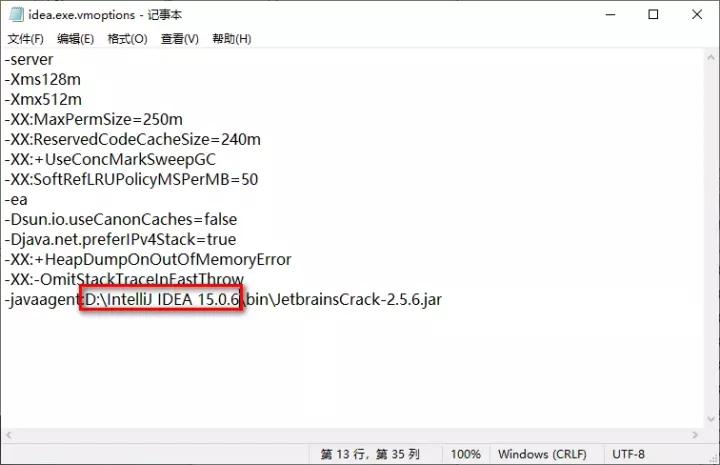 idea.exe.vmoptions - 记事本
文件(F) 编辑(E) 格式(O) 查看(V) 帮助(H)
-server
-Xms128m
-Xmx512m
-XX:MaxPermSize=250m
-XX:ReservedCodeCacheSize=240m
-XX:+UseConcMarkSweepGC
-XX:SoftRefLRUPolicyMSPerMB=50
-ea
-Dsun.io.useCanonCaches=false
-Djava.net.preferIPv4Stack=true
-XX:+HeapDumpOnOutOfMemoryError
-XX:-OmitStackTraceInFastThrow
-javaagent:D:\IntelliJ IDEA 15.0.6\bin\JetbrainsCrack-2.5.6.jar
第 13 行，第 35 列 100% Windows (CRLF) UTF-8